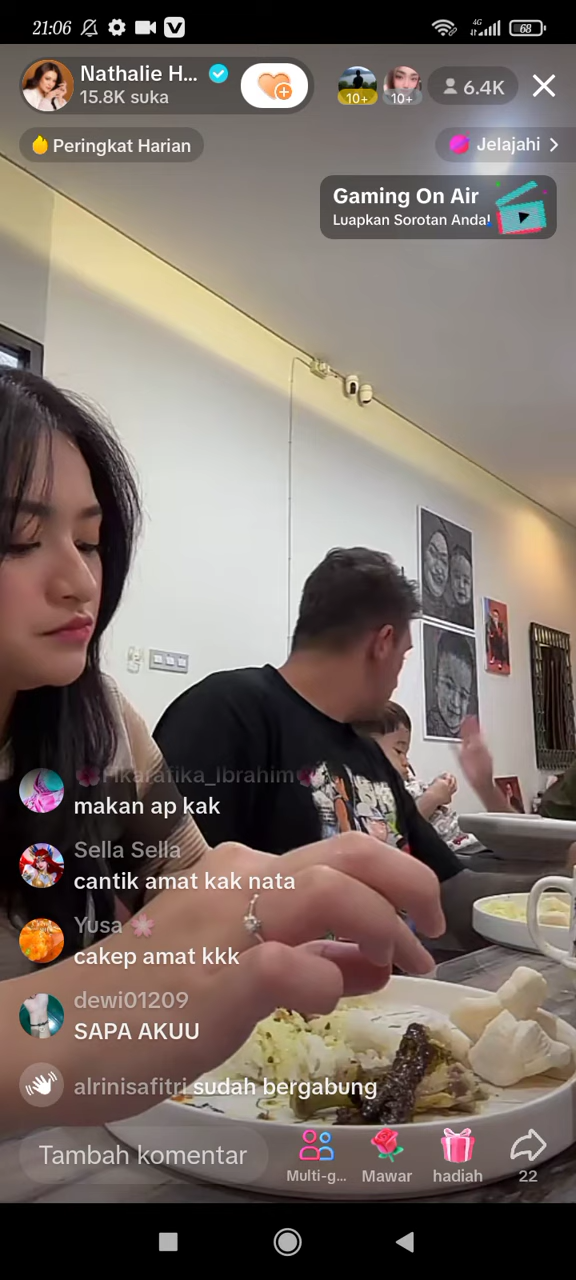 21:06
4G
68
Nathalie H...
15.8K suka
10+
10+
6.4K
Peringkat Harian
Jelajahi
Gaming On Air
Luapkan Sorotan Anda!
🌸Fikarafika_Ibrahim🌸
makan ap kak
Sella Sella
cantik amat kak nata
Yusa 🌸
cakep amat kkk
dewi01209
SAPA AKUU
alrinisafitri sudah bergabung
Tambah komentar
Multi-g...
Mawar
hadiah
22